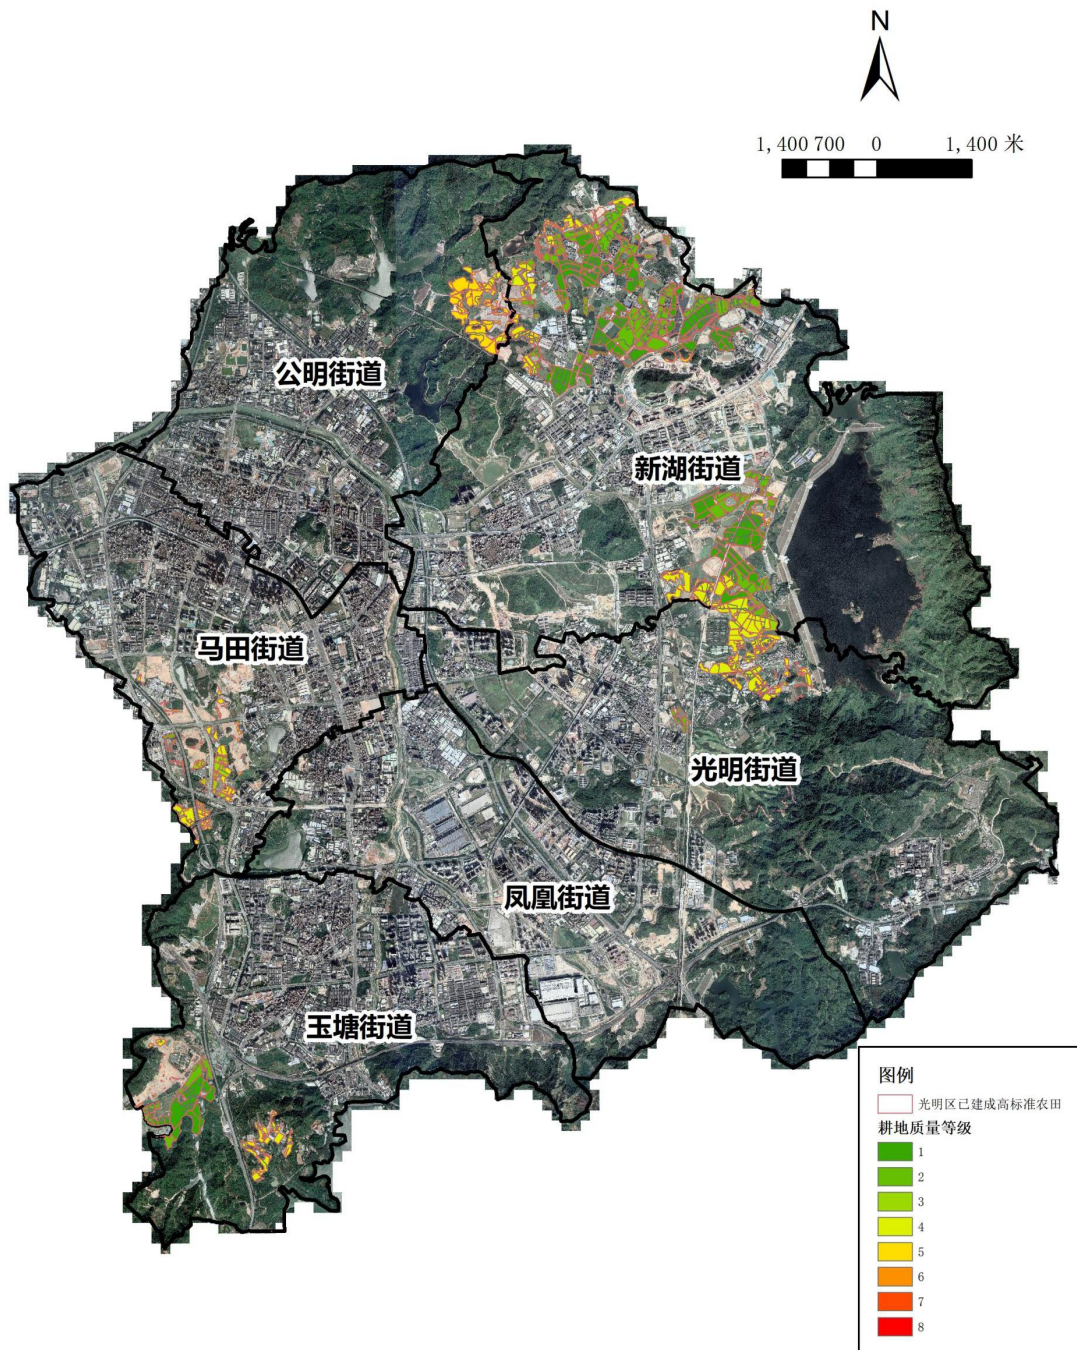 N
1,400 700 0 1,400 米
公明街道
新湖街道
马田街道
光明街道
凤凰街道
玉塘街道
图例
光明区已建成高标准农田
耕地质量等级
1
2
3
4
5
6
7
8